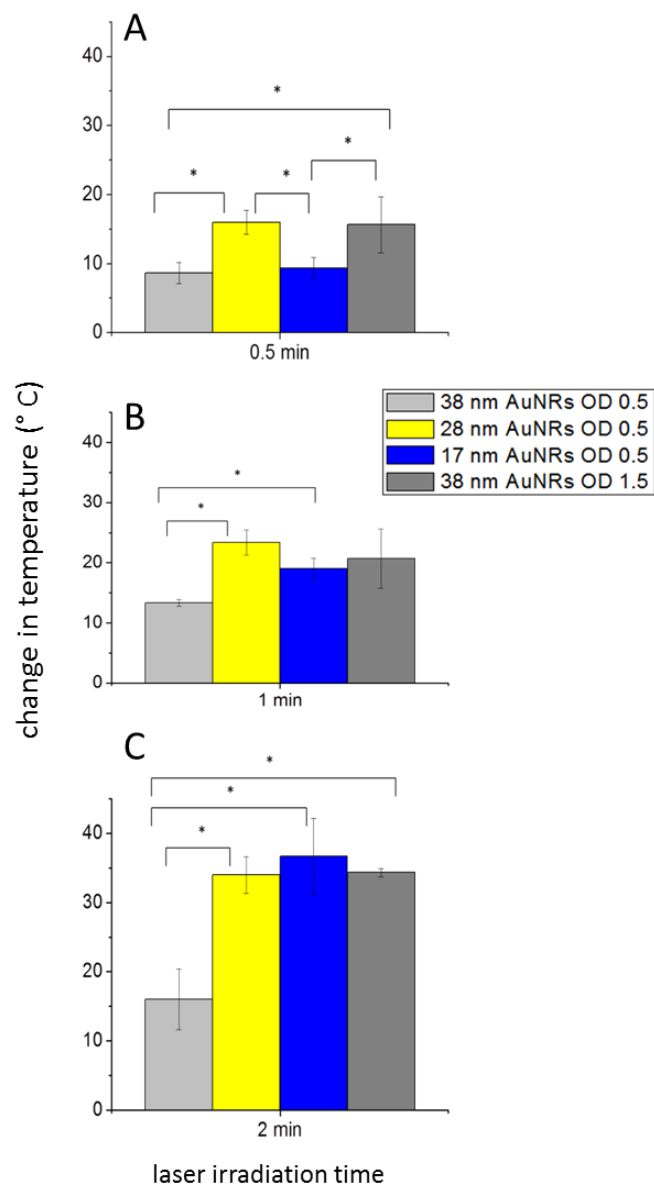 A
40
30
*
*
*
*
20
10
0
0.5 min
change in temperature (° C)
B
40
30
*
*
20
10
0
1 min
38 nm AuNRs OD 0.5
28 nm AuNRs OD 0.5
17 nm AuNRs OD 0.5
38 nm AuNRs OD 1.5
C
*
*
*
40
30
20
10
0
2 min
laser irradiation time